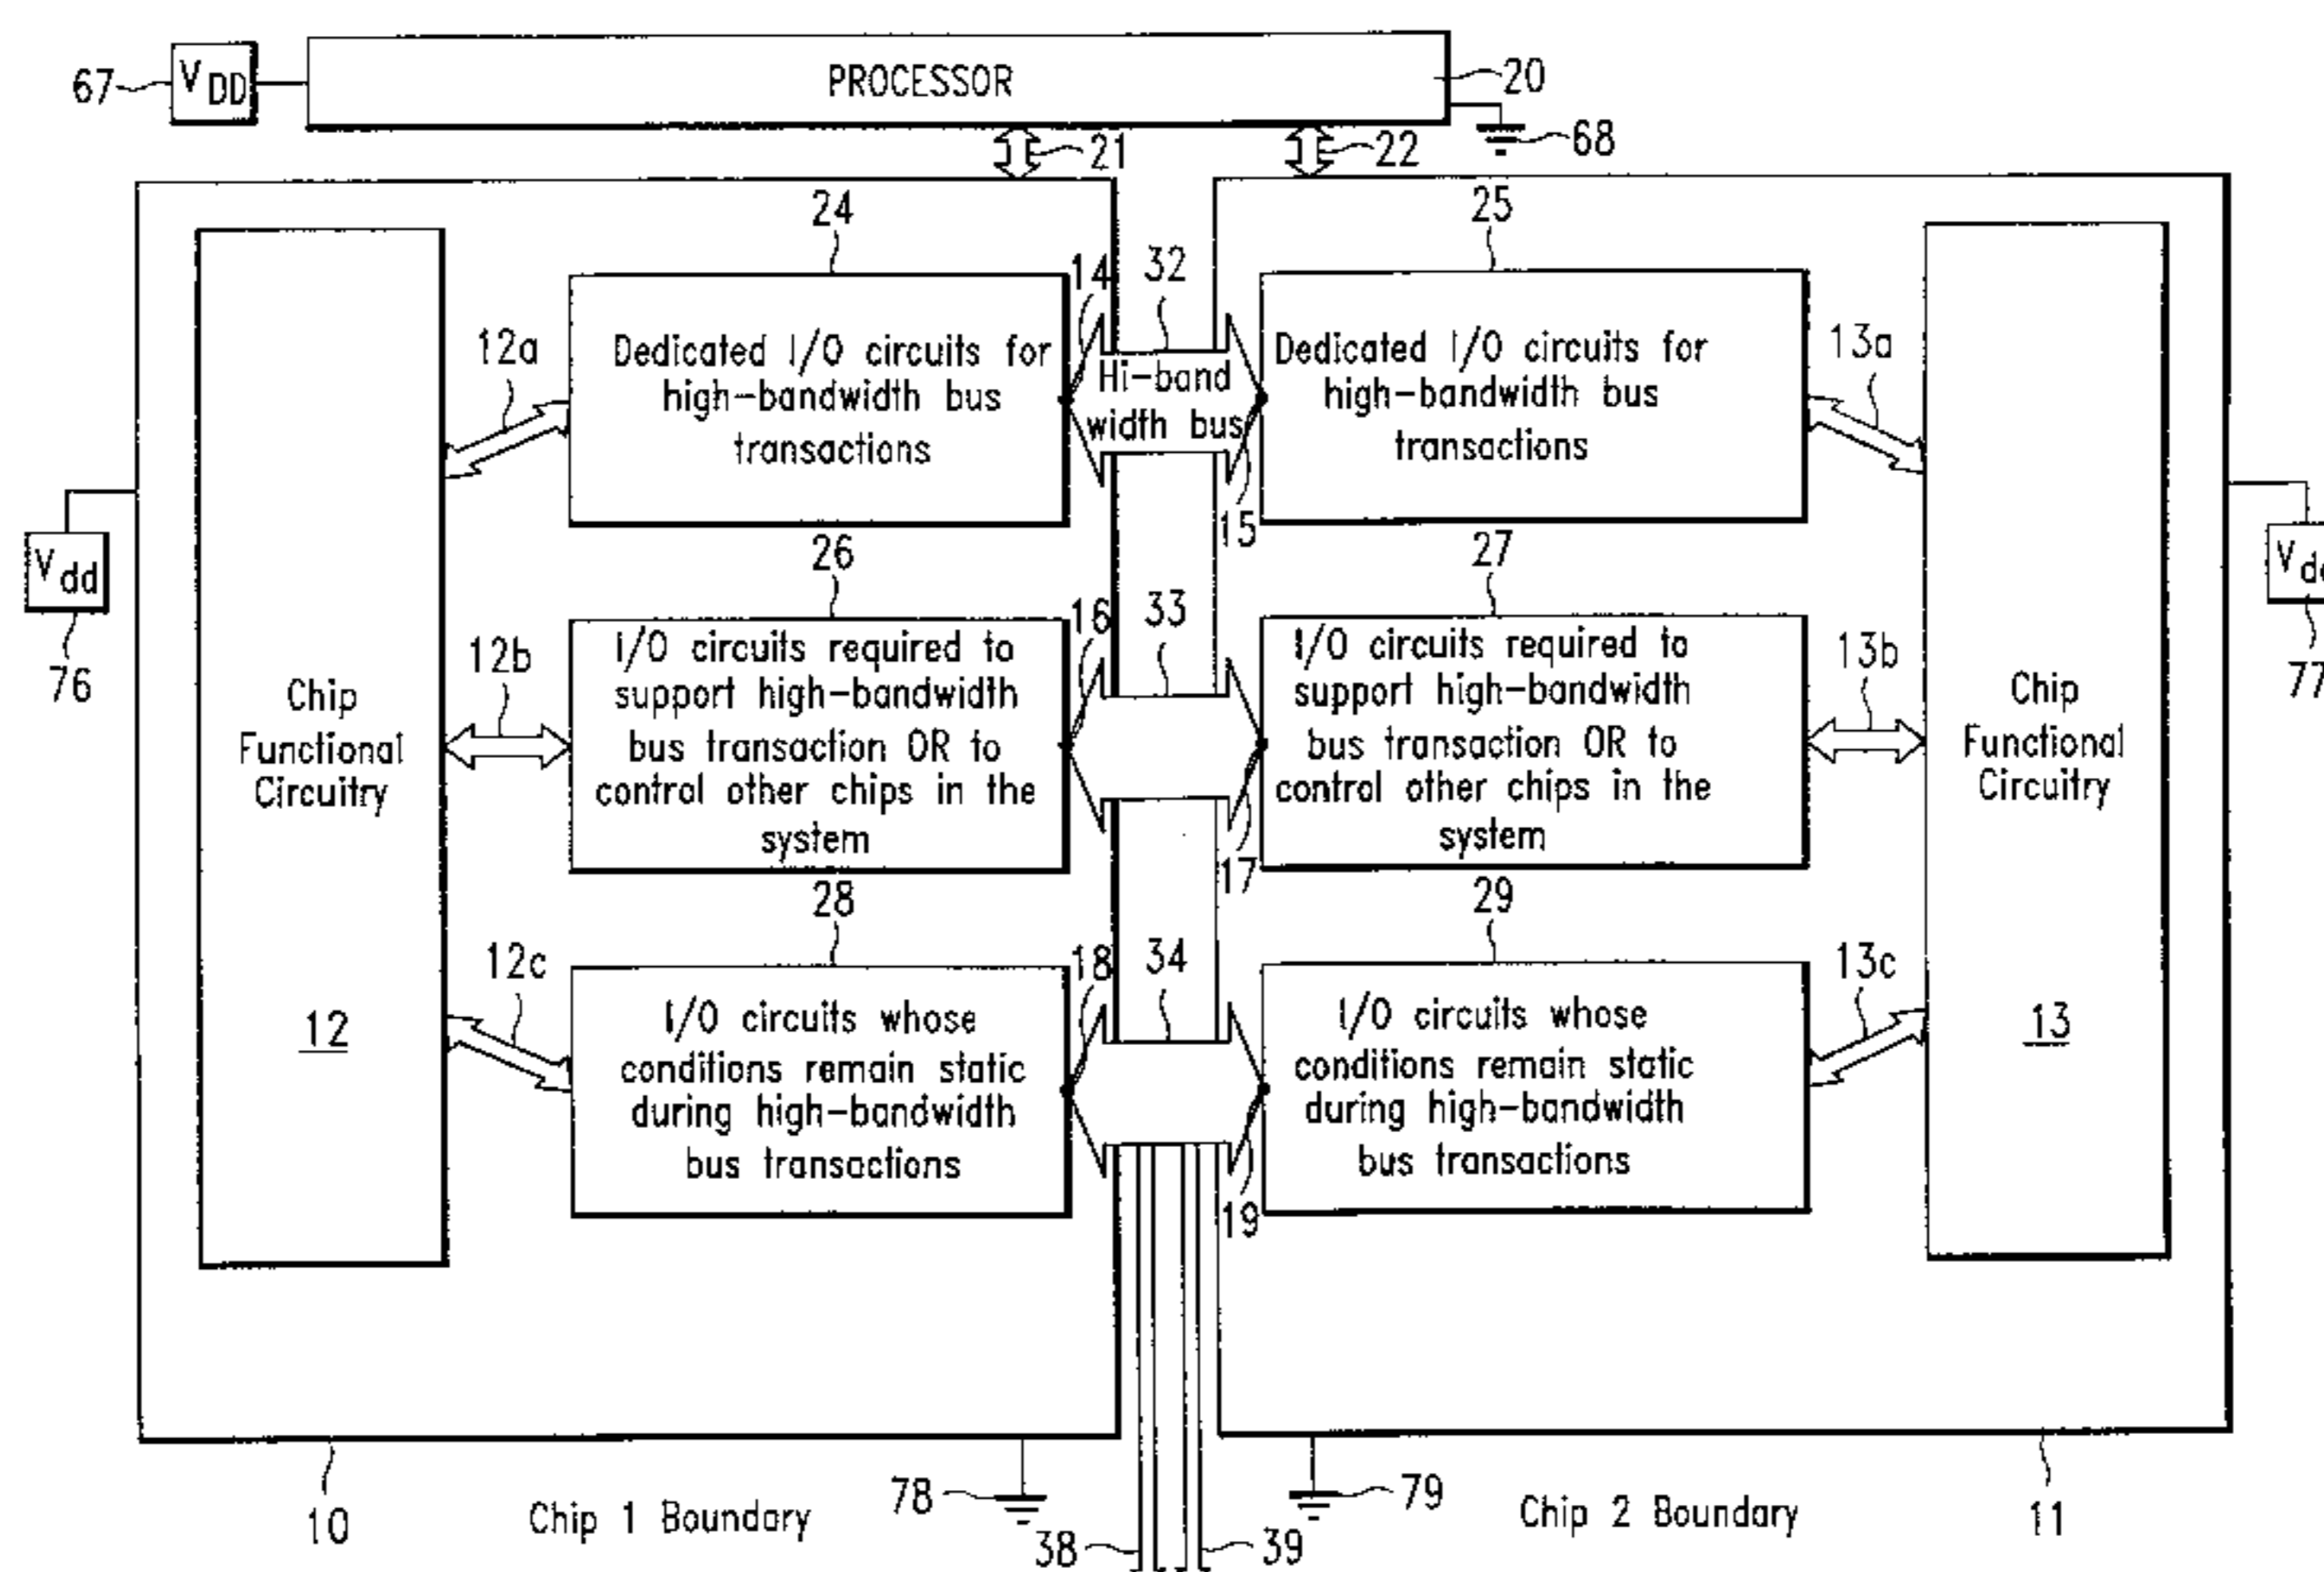 67
V DD
PROCESSOR
20
68
21
22
24
25
14
32
12a
13a
Dedicated I/O circuits for
high-bandwidth bus
transactions
Hi-band
width bus
Dedicated I/O circuits for
high-bandwidth bus
transactions
15
26
27
V dd
76
16
33
12b
13b
Chip
Functional
Circuitry
12
I/O circuits required to
support high-bandwidth
bus transaction OR to
control other chips in the
system
I/O circuits required to
support high-bandwidth
bus transaction OR to
control other chips in the
system
Chip
Functional
Circuitry
13
77
17
28
29
18
34
12c
13c
I/O circuits whose
conditions remain static
during high-bandwidth
bus transactions
I/O circuits whose
conditions remain static
during high-bandwidth
bus transactions
19
10
Chip 1 Boundary
78
38
39
79
Chip 2 Boundary
11